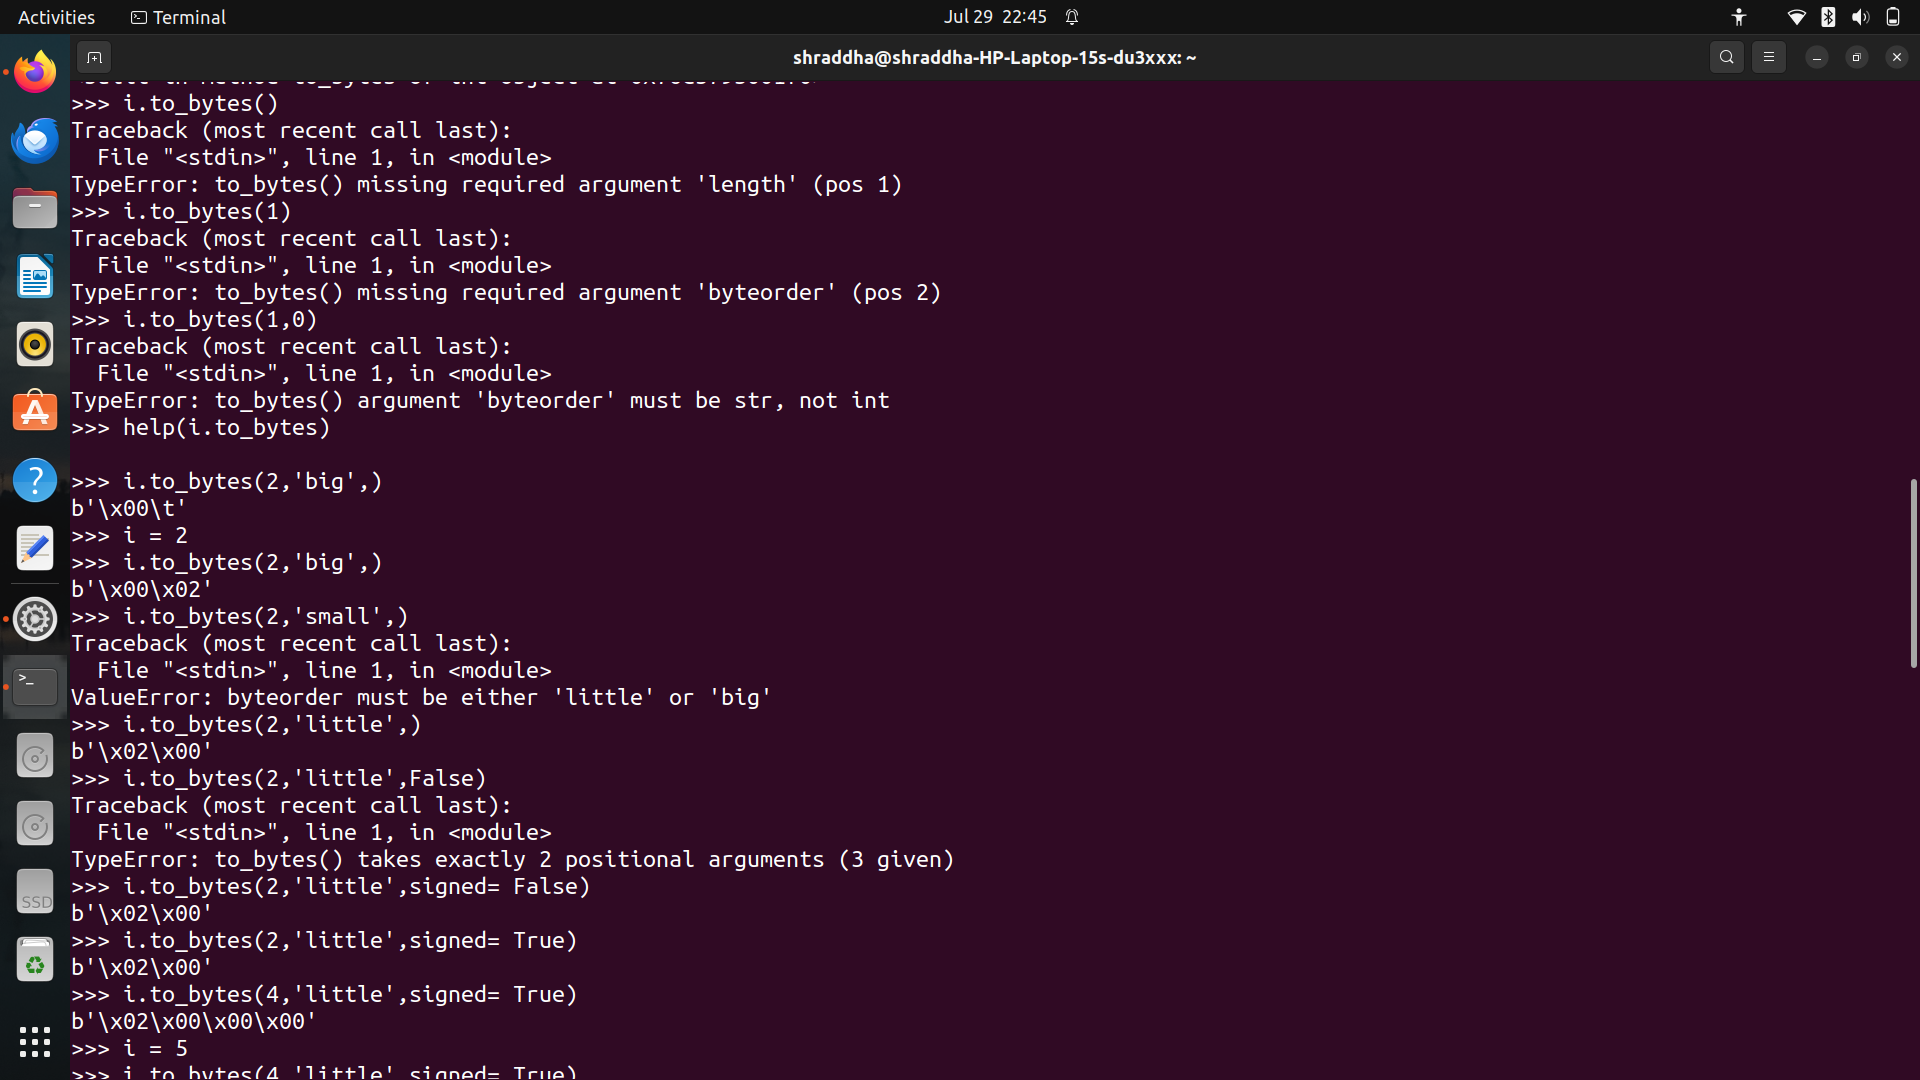 Activities
Terminal
Jul 29 22:45
shraddha@shraddha-HP-Laptop-15s-du3xxx: ~
>>> i.to_bytes()
Traceback (most recent call last):
  File "<stdin>", line 1, in <module>
TypeError: to_bytes() missing required argument 'length' (pos 1)
>>> i.to_bytes(1)
Traceback (most recent call last):
  File "<stdin>", line 1, in <module>
TypeError: to_bytes() missing required argument 'byteorder' (pos 2)
>>> i.to_bytes(1,0)
Traceback (most recent call last):
  File "<stdin>", line 1, in <module>
TypeError: to_bytes() argument 'byteorder' must be str, not int
>>> help(i.to_bytes)
>>> i.to_bytes(2,'big',)
b'\x00\t'
>>> i = 2
>>> i.to_bytes(2,'big',)
b'\x00\x02'
>>> i.to_bytes(2,'small',)
Traceback (most recent call last):
  File "<stdin>", line 1, in <module>
ValueError: byteorder must be either 'little' or 'big'
>>> i.to_bytes(2,'little',)
b'\x02\x00'
>>> i.to_bytes(2,'little',False)
Traceback (most recent call last):
  File "<stdin>", line 1, in <module>
TypeError: to_bytes() takes exactly 2 positional arguments (3 given)
>>> i.to_bytes(2,'little',signed= False)
b'\x02\x00'
>>> i.to_bytes(2,'little',signed= True)
b'\x02\x00'
>>> i.to_bytes(4,'little',signed= True)
b'\x02\x00\x00\x00'
>>> i = 5
>>> i.to_bytes(4,'little',signed= True)
SSD